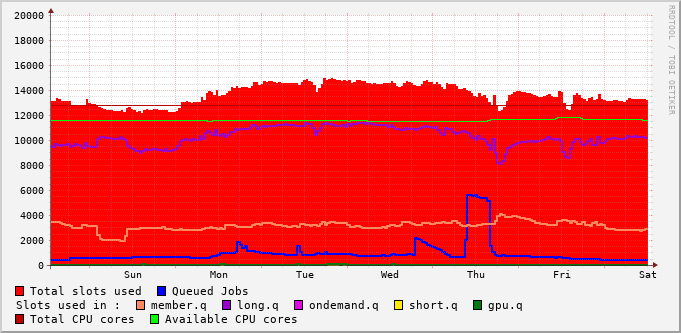 20000
18000
16000
14000
12000
10000
8000
6000
4000
2000
0
Sun Mon Tue Wed Thu Fri Sat
RRDTOOL / TOBI OETIKER
Total slots used Queued Jobs
Slots used in : member.q long.q ondemand.q short.q gpu.q
Total CPU cores Available CPU cores